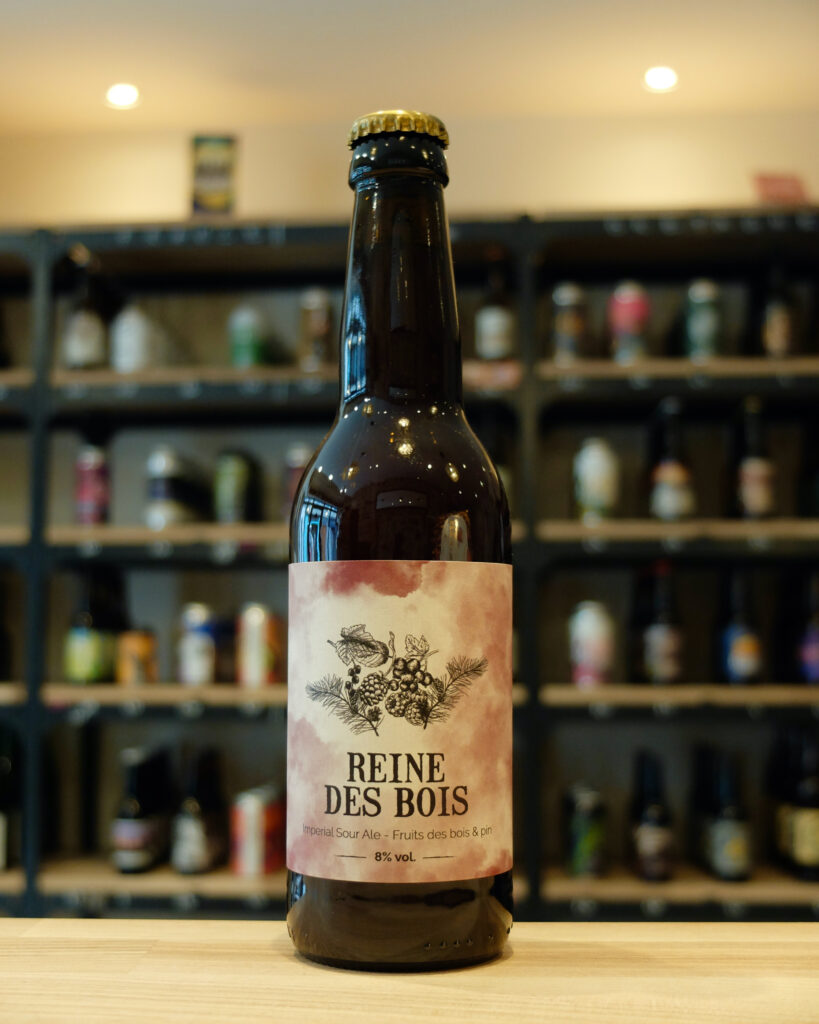 REINE
DES BOIS
Imperial Sour Ale - Fruits des bois & pin
8% vol.